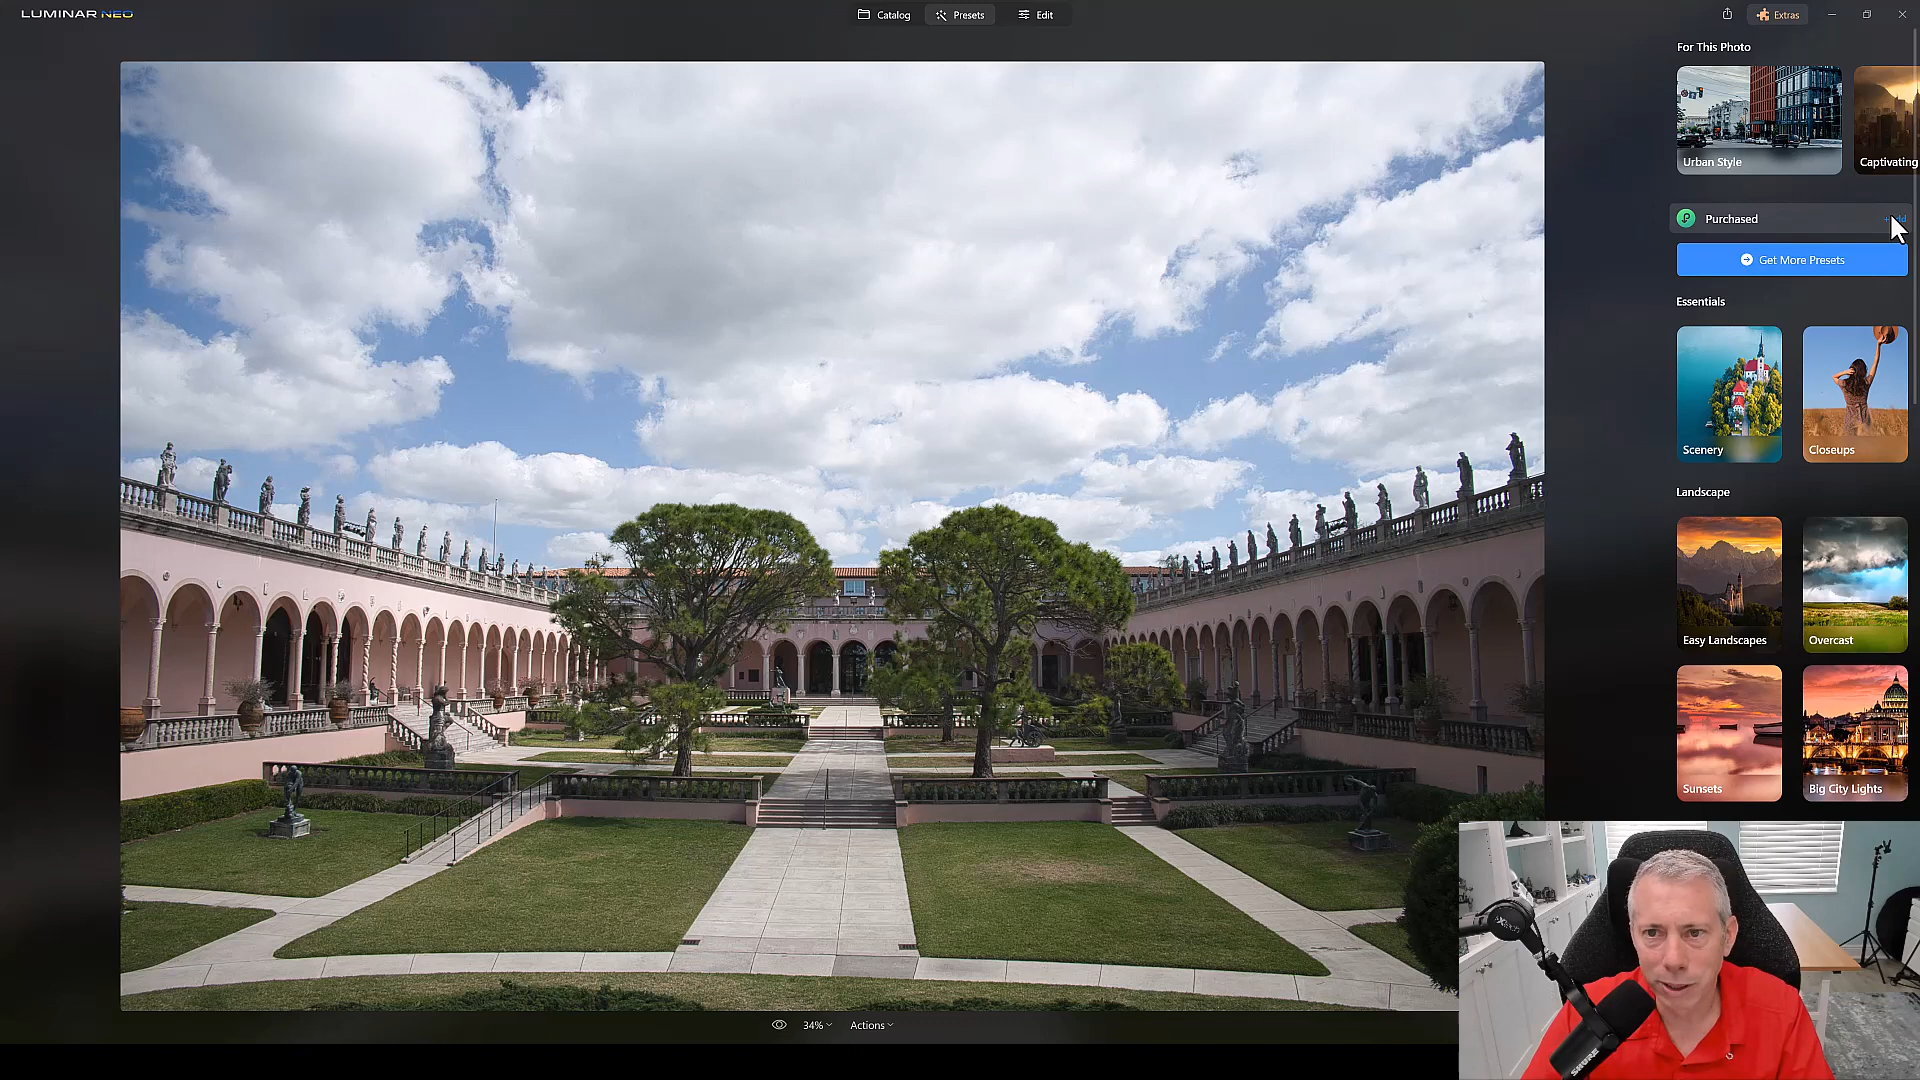 LUMINAR NEO
Catalog
Presets
Edit
Extras
For This Photo
Urban Style
Captivating
Purchased
Get More Presets
Essentials
Scenery
Closeups
Landscape
Easy Landscapes
Overcast
Sunsets
Big City Lights
34%
Actions
SHURE